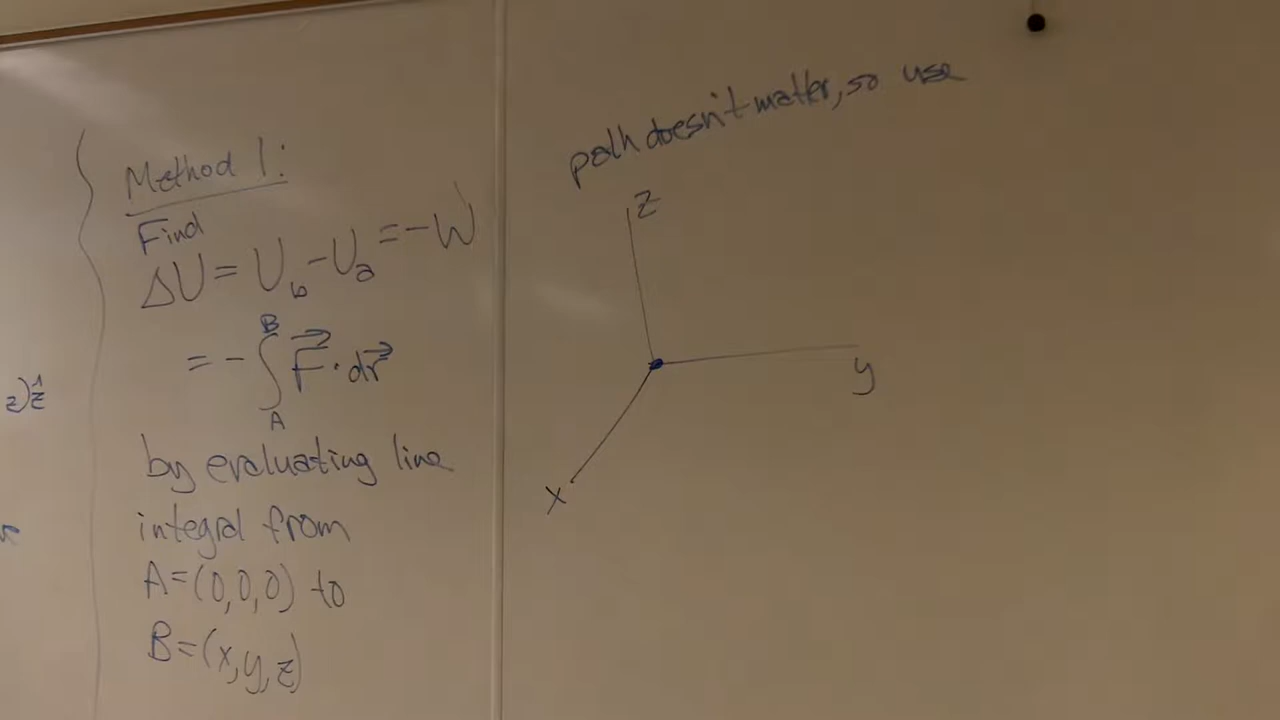 z)ẑ
Method 1:
Find
ΔU = U_b - U_a = -W
= - ∫_A^B F⃗ · dr⃗
by evaluating line
integral from
A=(0,0,0) to
B=(x,y,z)
path doesn't matter, so use
z
y
x